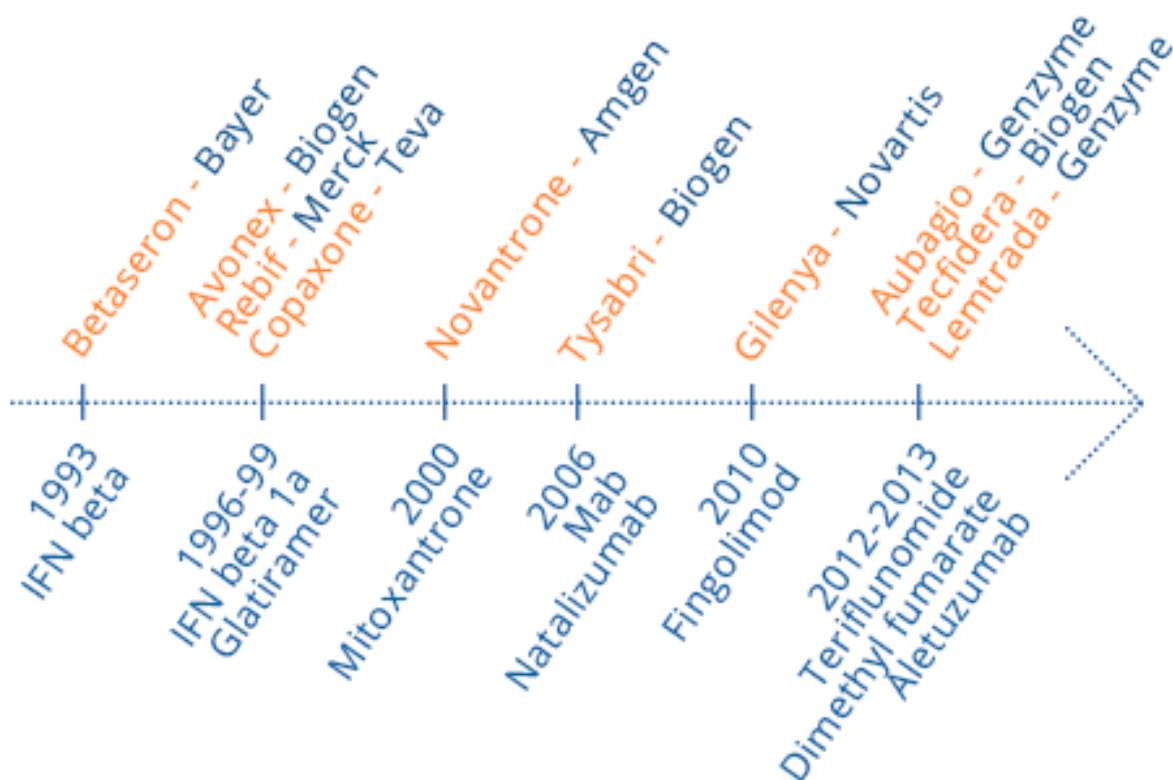 Betaseron - Bayer
Avonex - Biogen
Rebif - Merck
Copaxone - Teva
Novantrone - Amgen
Tysabri - Biogen
Gilenya - Novartis
Aubagio - Genzyme
Tecfidera - Biogen
Lemtrada - Genzyme
1993
IFN beta
1996-99
IFN beta 1a
Glatiramer
2000
Mitoxantrone
2006
Mab
Natalizumab
2010
Fingolimod
2012-2013
Teriflunomide
Dimethyl fumarate
Aletuzumab